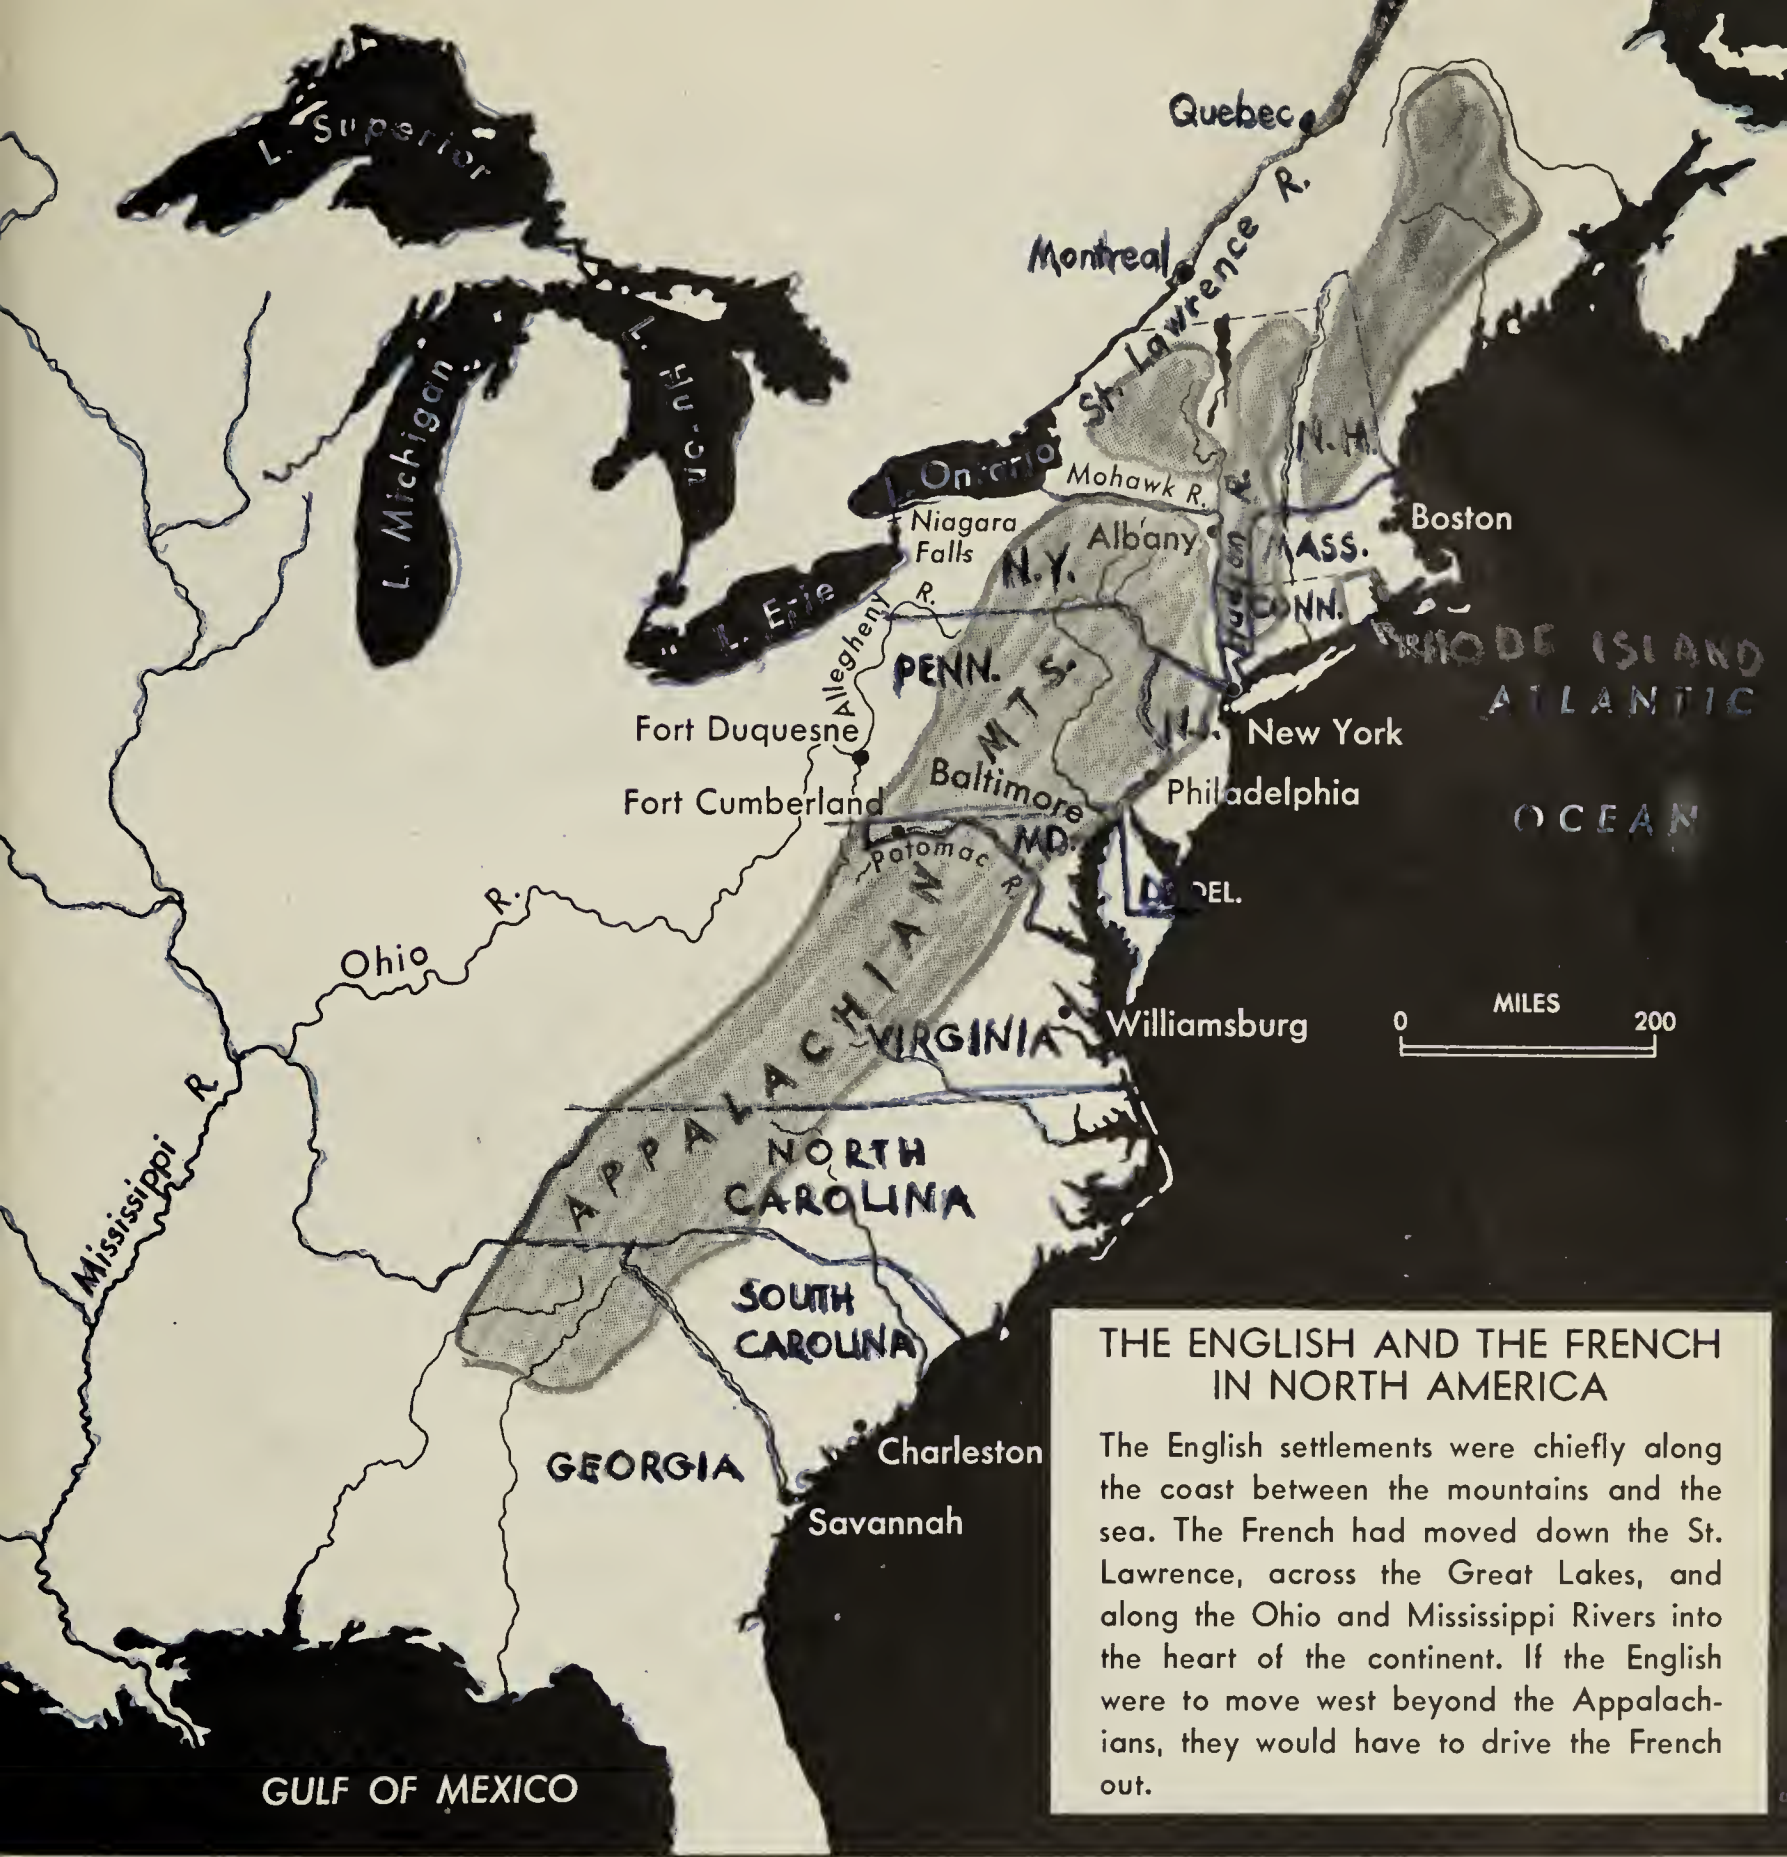 Quebec
L. Superior
St. Lawrence R.
Montreal
L. Michigan
L. Huron
L. Ontario
Mohawk R.
N.H.
Niagara
Falls
Albany
Hudson R.
MASS.
Boston
N.Y.
CONN.
L. Erie
Allegheny R.
RHODE ISLAND
PENN.
ATLANTIC
OCEAN
Fort Duquesne
N.J.
New York
Fort Cumberland
Baltimore
Philadelphia
MD.
Potomac R.
DEL.
Ohio R.
APPALACHIAN MTS.
VIRGINIA
Williamsburg
MILES
0 200
Mississippi R.
NORTH
CAROLINA
SOUTH
CAROLINA
GEORGIA
Charleston
Savannah
GULF OF MEXICO
THE ENGLISH AND THE FRENCH
IN NORTH AMERICA
The English settlements were chiefly along
the coast between the mountains and the
sea. The French had moved down the St.
Lawrence, across the Great Lakes, and
along the Ohio and Mississippi Rivers into
the heart of the continent. If the English
were to move west beyond the Appalach-
ians, they would have to drive the French
out.